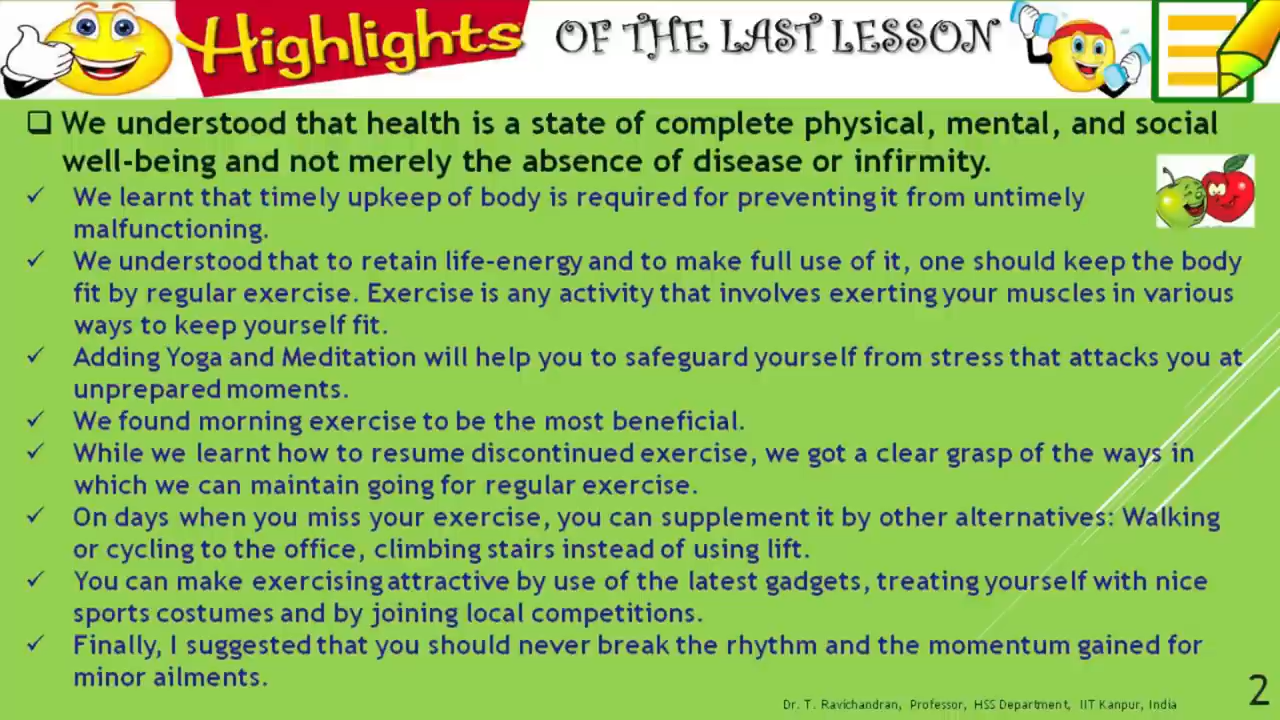 Highlights OF THE LAST LESSON
❑ We understood that health is a state of complete physical, mental, and social
well-being and not merely the absence of disease or infirmity.
✓ We learnt that timely upkeep of body is required for preventing it from untimely
malfunctioning.
✓ We understood that to retain life-energy and to make full use of it, one should keep the body
fit by regular exercise. Exercise is any activity that involves exerting your muscles in various
ways to keep yourself fit.
✓ Adding Yoga and Meditation will help you to safeguard yourself from stress that attacks you at
unprepared moments.
✓ We found morning exercise to be the most beneficial.
✓ While we learnt how to resume discontinued exercise, we got a clear grasp of the ways in
which we can maintain going for regular exercise.
✓ On days when you miss your exercise, you can supplement it by other alternatives: Walking
or cycling to the office, climbing stairs instead of using lift.
✓ You can make exercising attractive by use of the latest gadgets, treating yourself with nice
sports costumes and by joining local competitions.
✓ Finally, I suggested that you should never break the rhythm and the momentum gained for
minor ailments.
Dr. T. Ravichandran, Professor, HSS Department, IIT Kanpur, India
2